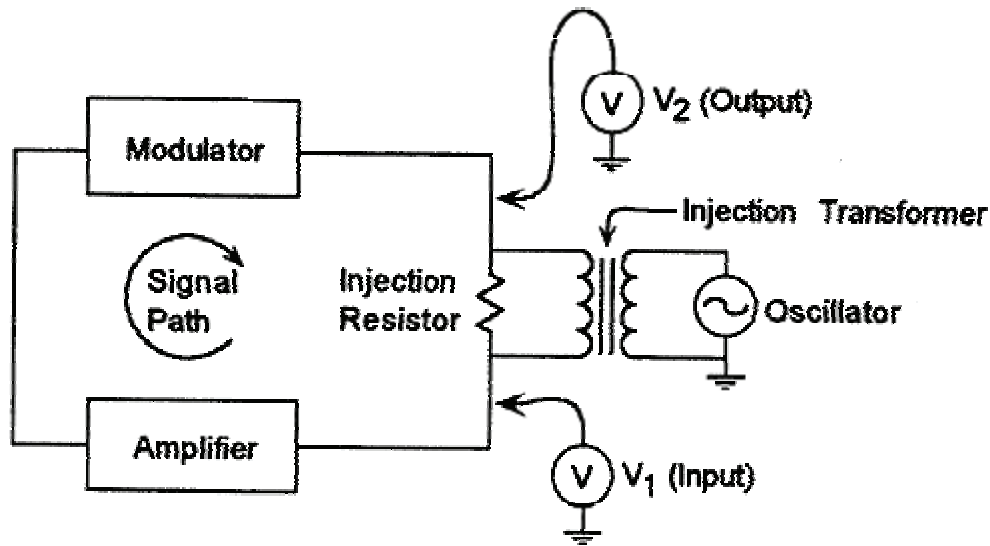 V
V2 (Output)
Modulator
Injection Transformer
Signal
Path
Injection
Resistor
Oscillator
Amplifier
V
V1 (Input)